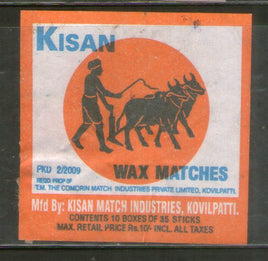 KISAN
PKD 2/2009
WAX MATCHES
REGD. PROP OF
T.M. THE COMORIN MATCH INDUSTRIES PRIVATE LIMITED, KOVILPATTI.
Mfd By: KISAN MATCH INDUSTRIES, KOVILPATTI.
CONTENTS 10 BOXES OF 35 STICKS
MAX. RETAIL PRICE Rs.10/- INCL. ALL TAXES